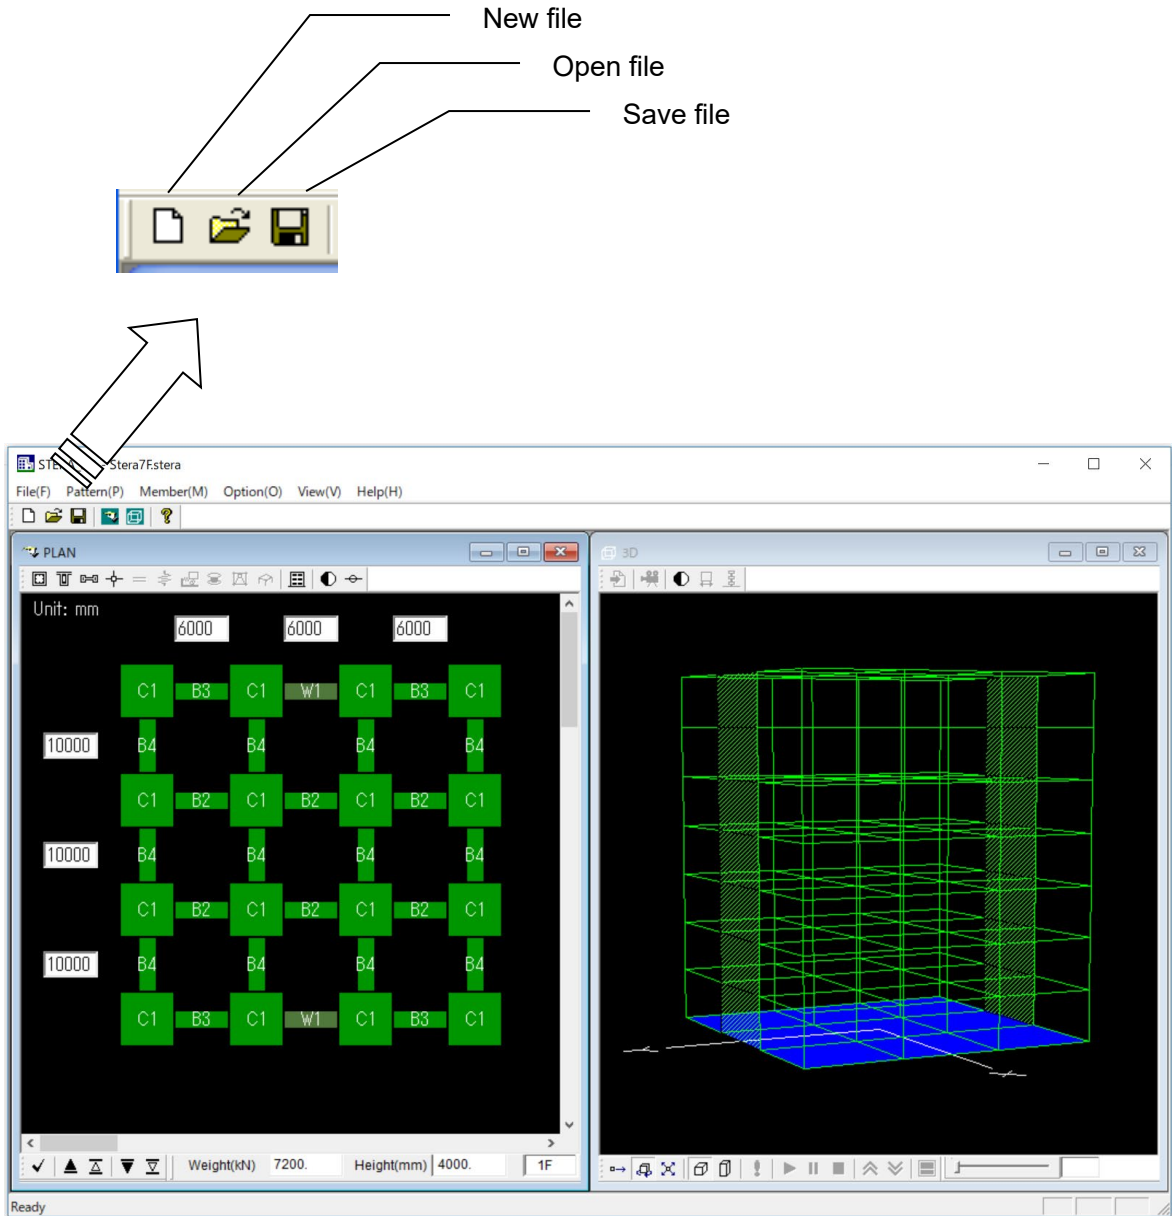 New file
Open file
Save file
Stera7F.stera
File(F) Pattern(P) Member(M) Option(O) View(V) Help(H)
PLAN
3D
Unit: mm
6000 6000 6000
C1 B3 C1 W1 C1 B3 C1
10000 B4 B4 B4 B4
C1 B2 C1 B2 C1 B2 C1
10000 B4 B4 B4 B4
C1 B2 C1 B2 C1 B2 C1
10000 B4 B4 B4 B4
C1 B3 C1 W1 C1 B3 C1
Weight(kN) 7200. Height(mm) 4000. 1F
Ready